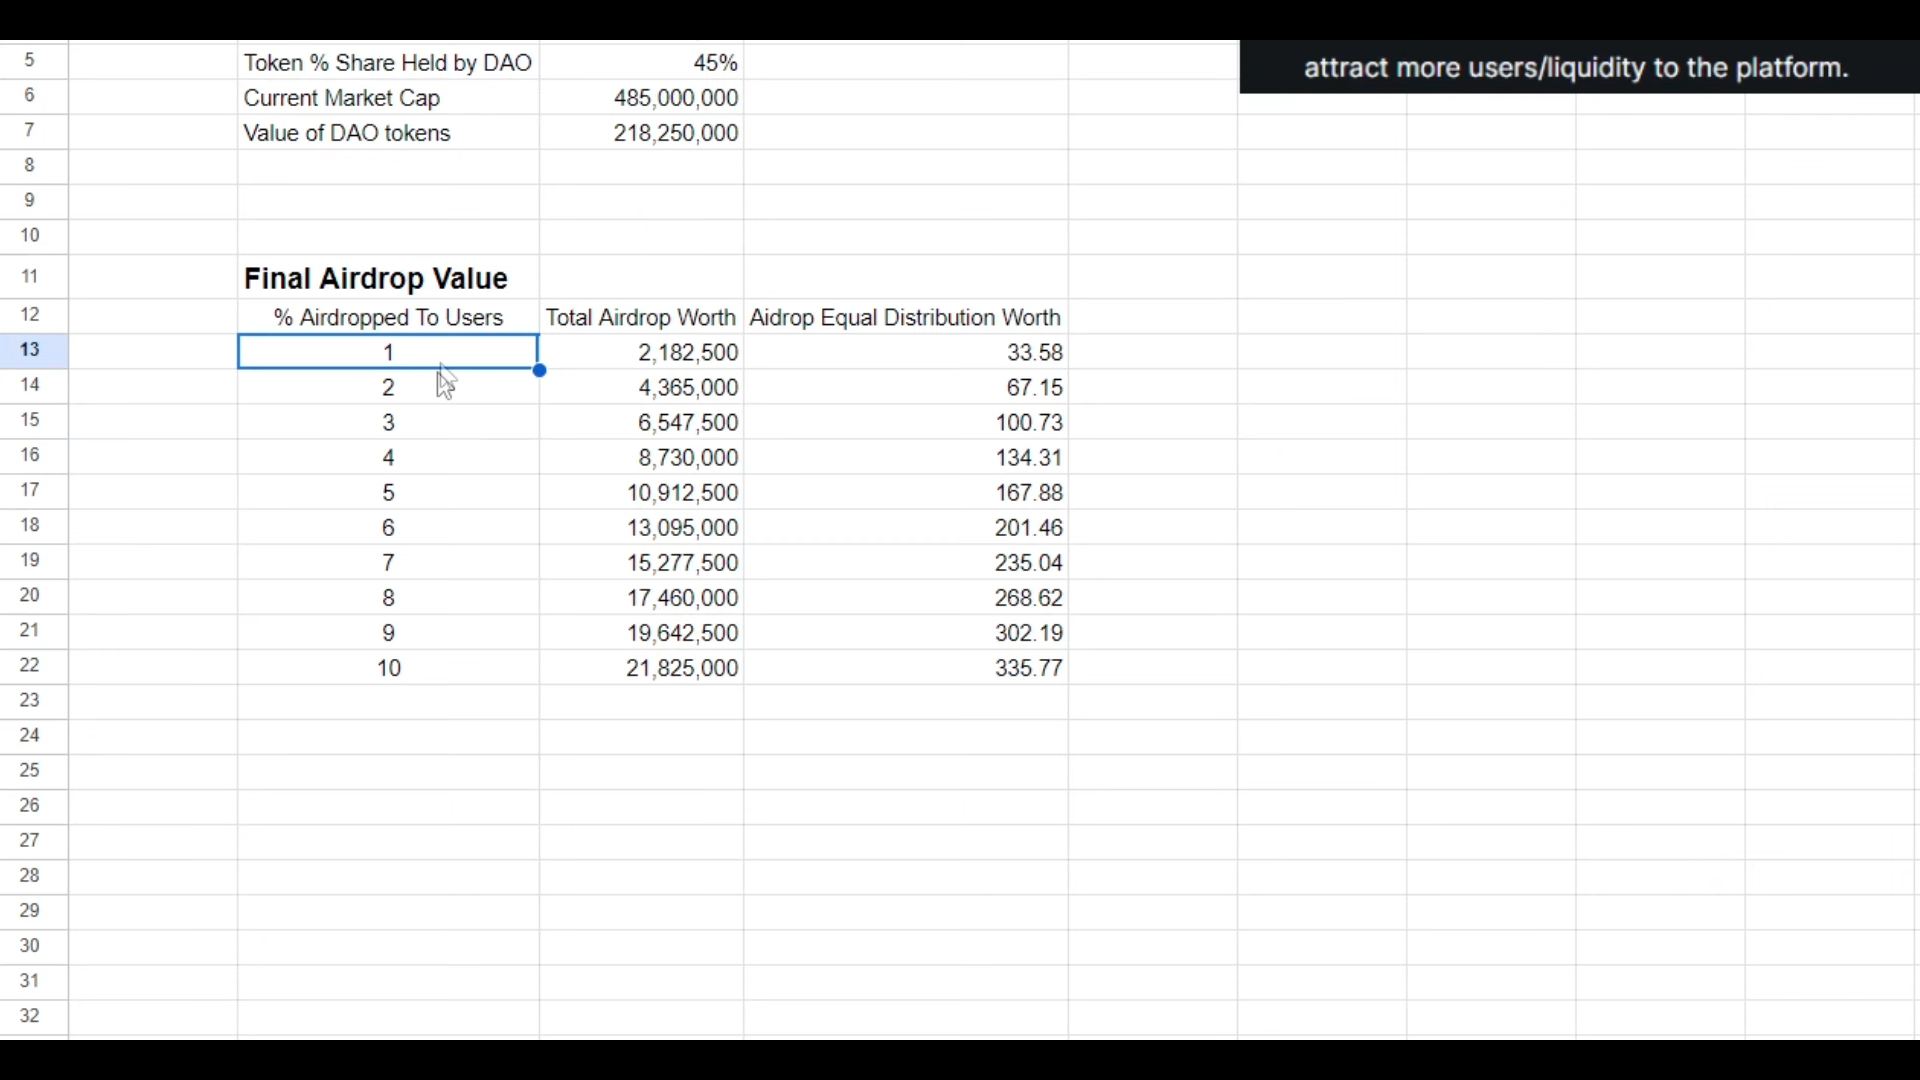 5 Token % Share Held by DAO 45% attract more users/liquidity to the platform.
6 Current Market Cap 485,000,000
7 Value of DAO tokens 218,250,000
8
9
10
11 Final Airdrop Value
12 % Airdropped To Users Total Airdrop Worth Aidrop Equal Distribution Worth
13 1 2,182,500 33.58
14 2 4,365,000 67.15
15 3 6,547,500 100.73
16 4 8,730,000 134.31
17 5 10,912,500 167.88
18 6 13,095,000 201.46
19 7 15,277,500 235.04
20 8 17,460,000 268.62
21 9 19,642,500 302.19
22 10 21,825,000 335.77
23
24
25
26
27
28
29
30
31
32